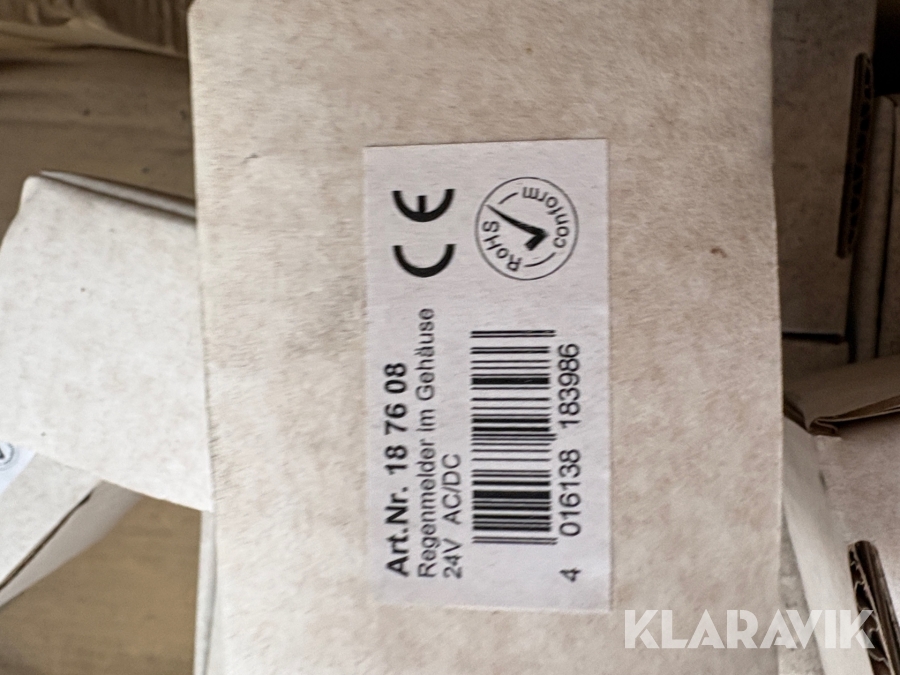 Art.Nr. 18 76 08
Regenmelder im Gehäuse
24V AC/DC
CE
RoHS
conform
4 016138 183986
KLARAVIK